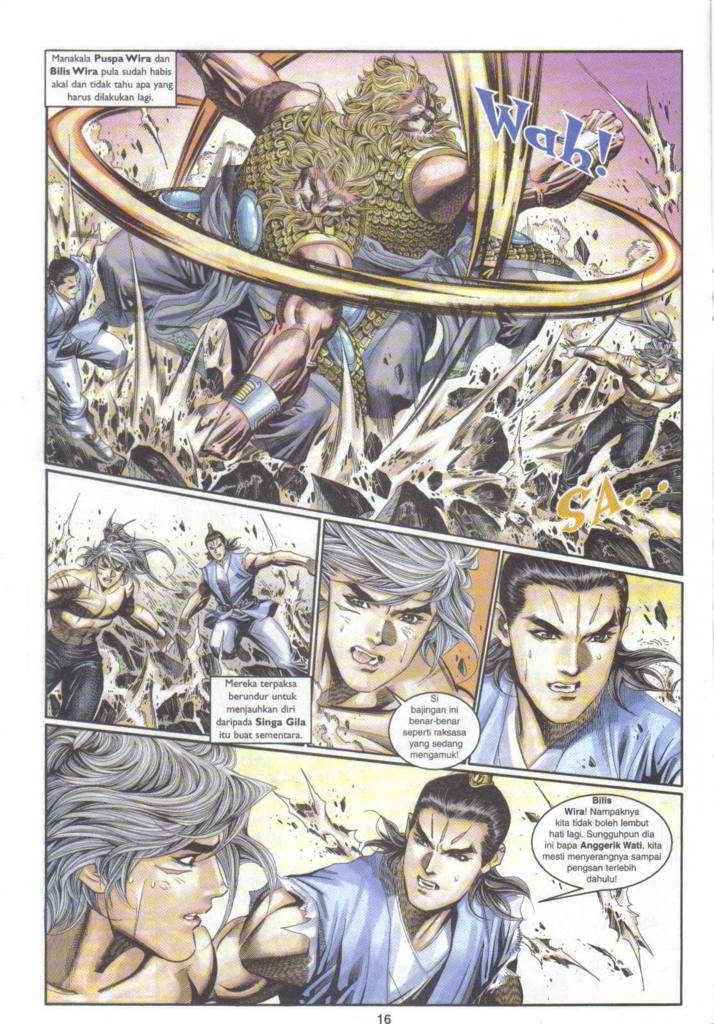 Manakala Puspa Wira dan
Bilis Wira pula sudah habis
akal dan tidak tahu apa yang
harus dilakukan lagi.
Wah!
SA...
Mereka terpaksa
berundur untuk
menjauhkan diri
daripada Singa Gila
itu buat sementara.
Si
bajingan ini
benar-benar
seperti raksasa
yang sedang
mengamuk!
Bilis
Wira! Nampaknya
kita tidak boleh lembut
hati lagi. Sungguhpun dia
ini bapa Anggerik Wati, kita
mesti menyerangnya sampai
pengsan terlebih
dahulu!
16